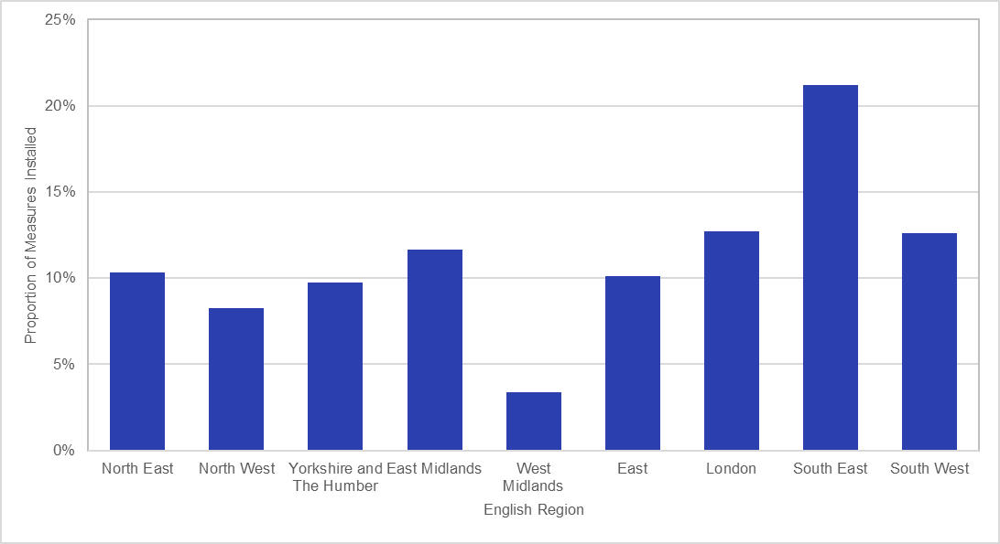 25%
20%
15%
10%
5%
0%
Proportion of Measures Installed
North East
North West
Yorkshire and
The Humber
East Midlands
West
Midlands
East
London
South East
South West
English Region